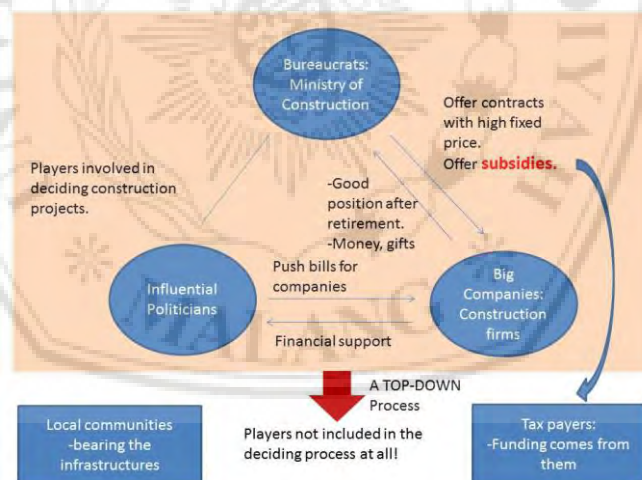 Bureaucrats:
Ministry of
Construction
Offer contracts
with high fixed
price.
Offer subsidies.
Players involved in
deciding construction
projects.
-Good
position after
retirement.
-Money, gifts
Influential
Politicians
Push bills for
companies
Financial support
Big
Companies:
Construction
firms
A TOP-DOWN
Process
Local communities
-bearing the
infrastructures
Players not included in the
deciding process at all!
Tax payers:
-Funding comes from
them
MALANG